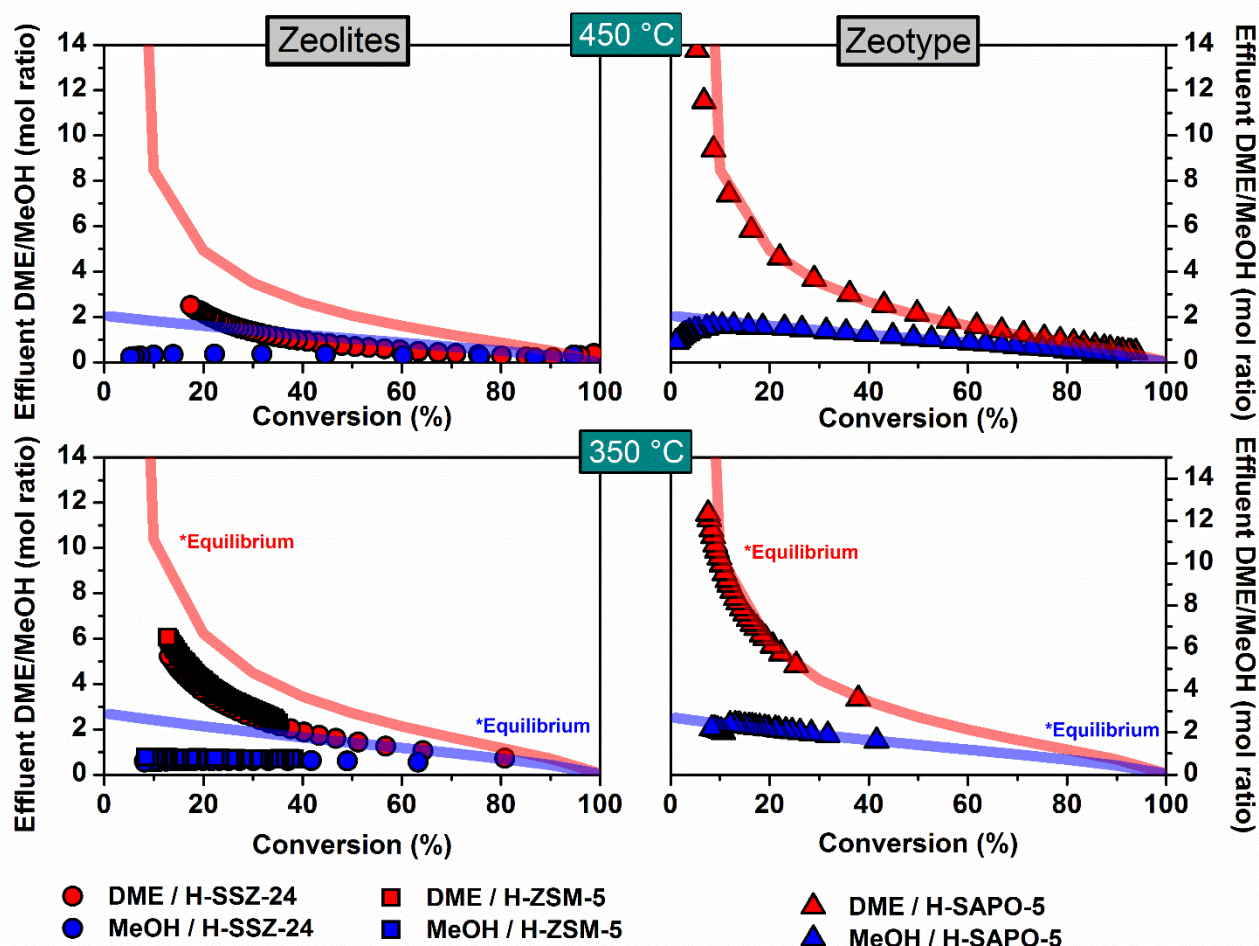 Zeolites
450 °C
Zeotype
Effluent DME/MeOH (mol ratio)
14
12
10
8
6
4
2
0
0 20 40 60 80 100
Conversion (%)
14
12
10
8
6
4
2
0
0 20 40 60 80 100
Conversion (%)
Effluent DME/MeOH (mol ratio)
350 °C
Effluent DME/MeOH (mol ratio)
14
12
10
8
6
4
2
0
*Equilibrium
*Equilibrium
0 20 40 60 80 100
Conversion (%)
*Equilibrium
*Equilibrium
14
12
10
8
6
4
2
0
0 20 40 60 80 100
Conversion (%)
Effluent DME/MeOH (mol ratio)
DME / H-SSZ-24
DME / H-ZSM-5
DME / H-SAPO-5
MeOH / H-SSZ-24
MeOH / H-ZSM-5
MeOH / H-SAPO-5